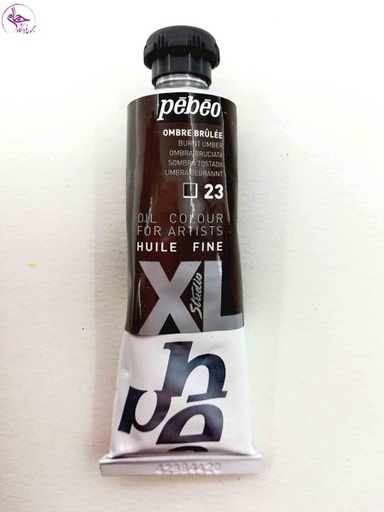 pébéo
OMBRE BRÛLÉE
BURNT UMBER
OMBRA BRUCIATA
SOMBRA TOSTADA
UMBRA GEBRANNT
23
OIL COLOUR
FOR ARTISTS
HUILE FINE
XL
Studio